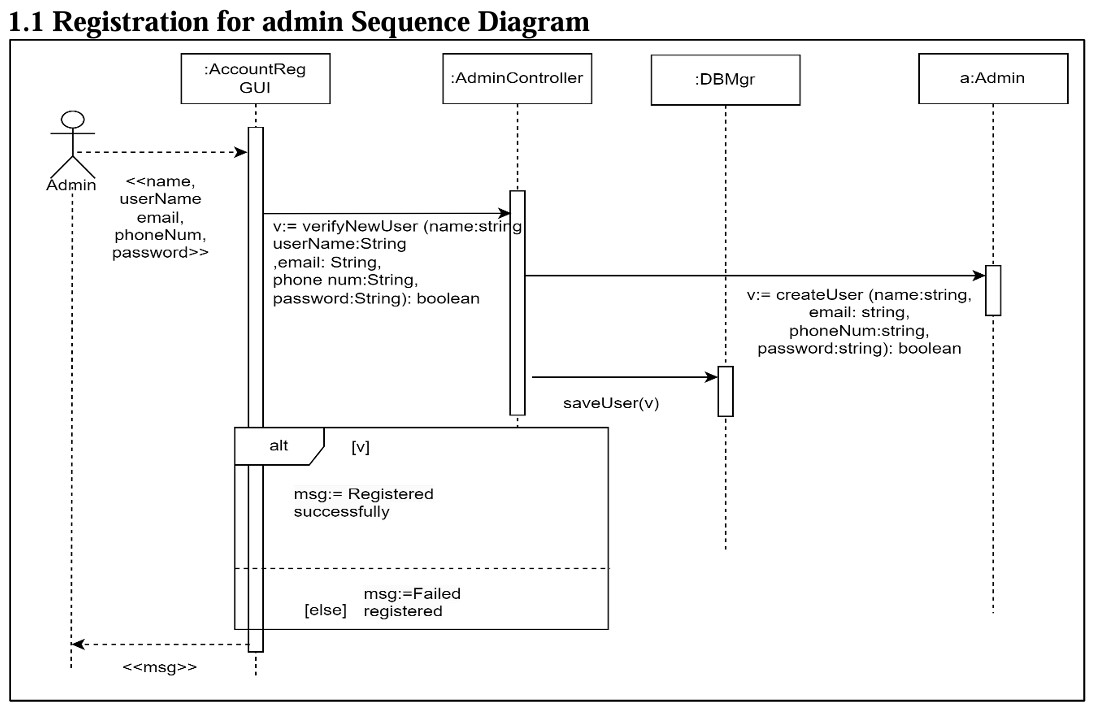 1.1 Registration for admin Sequence Diagram
:AccountReg
GUI
:AdminController
:DBMgr
a:Admin
Admin
<<name,
userName
email,
phoneNum,
password>>
v:= verifyNewUser (name:string
userName:String
,email: String,
phone num:String,
password:String): boolean
v:= createUser (name:string,
email: string,
phoneNum:string,
password:string): boolean
saveUser(v)
alt
[v]
msg:= Registered
successfully
msg:=Failed
[else] registered
<<msg>>